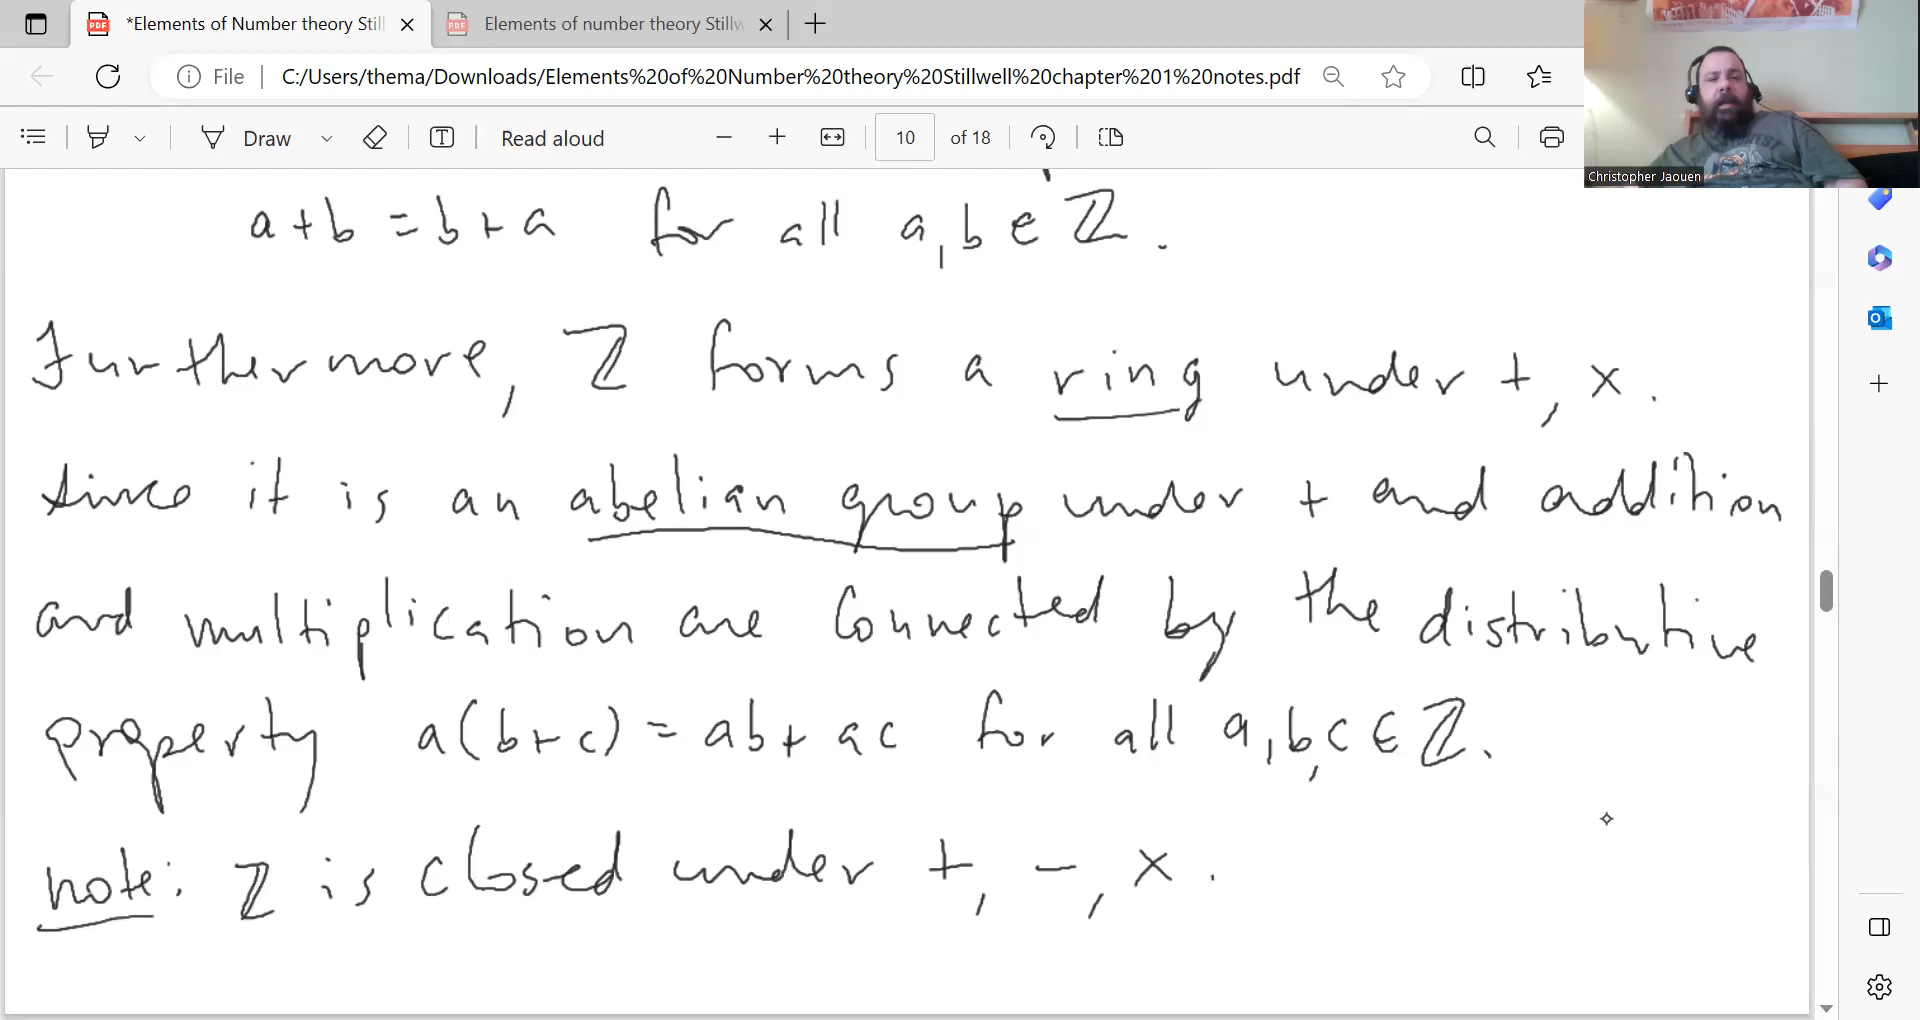 *Elements of Number theory Stil
Elements of number theory Stillw
File
C:/Users/thema/Downloads/Elements%20of%20Number%20theory%20Stillwell%20chapter%201%20notes.pdf
Draw
Read aloud
10 of 18
Christopher Jaouen
a+b = b+a for all a, b ∈ ℤ.
Furthermore, ℤ forms a ring under +, x.
since it is an abelian group under + and addition
and multiplication are connected by the distributive
property a(b+c) = ab+ac for all a, b, c ∈ ℤ.
note: ℤ is closed under +, -, x.